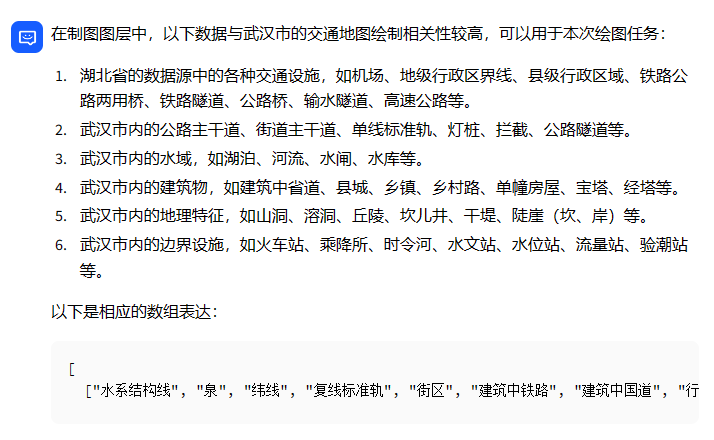 在制图图层中，以下数据与武汉市的交通地图绘制相关性较高，可以用于本次绘图任务：
1. 湖北省的数据源中的各种交通设施，如机场、地级行政区界线、县级行政区域、铁路公
路两用桥、铁路隧道、公路桥、输水隧道、高速公路等。
2. 武汉市内的公路主干道、街道主干道、单线标准轨、灯桩、拦截、公路隧道等。
3. 武汉市内的水域，如湖泊、河流、水闸、水库等。
4. 武汉市内的建筑物，如建筑中省道、县城、乡镇、乡村路、单幢房屋、宝塔、经塔等。
5. 武汉市内的地理特征，如山洞、溶洞、丘陵、坎儿井、干堤、陡崖（坎、岸）等。
6. 武汉市内的边界设施，如火车站、乘降所、时令河、水文站、水位站、流量站、验潮站
等。
以下是相应的数组表达：
[
["水系结构线", "泉", "纬线", "复线标准轨", "街区", "建筑中铁路", "建筑中国道", "行